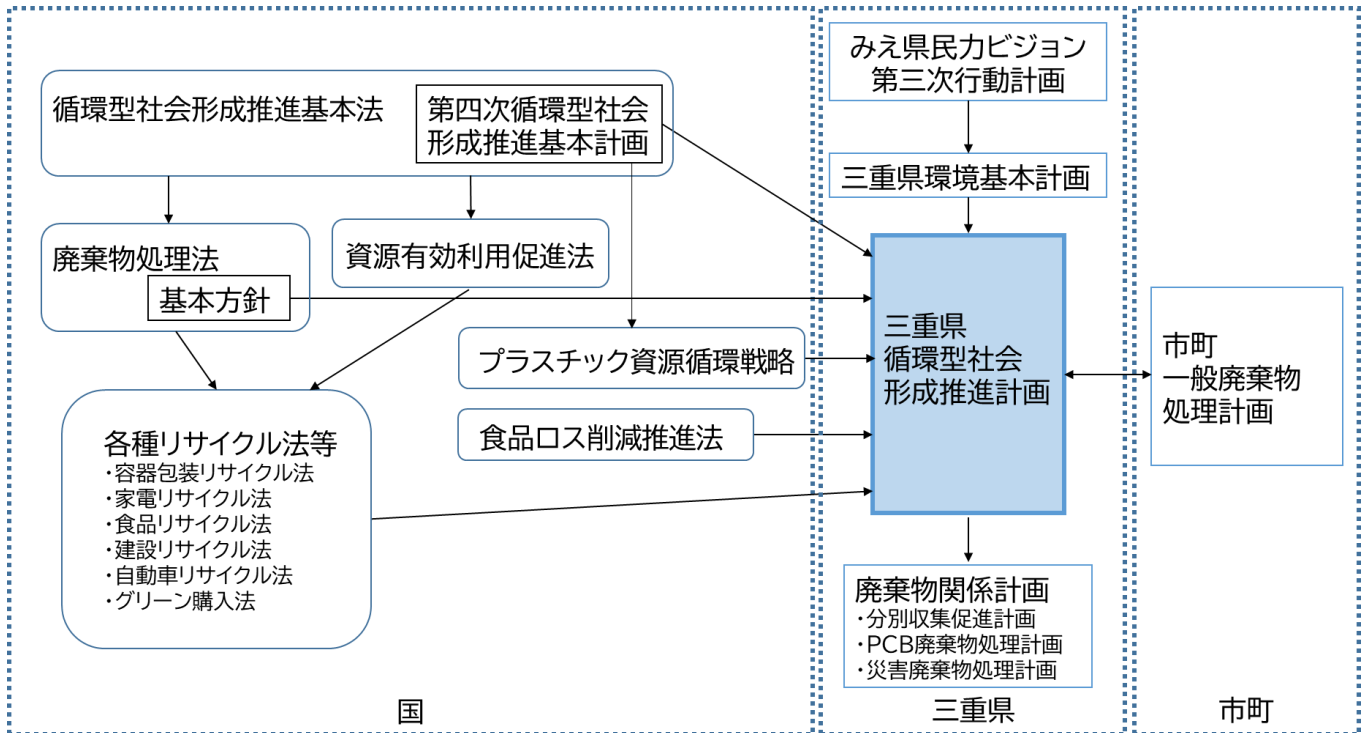 循環型社会形成推進基本法
第四次循環型社会
形成推進基本計画
廃棄物処理法
基本方針
資源有効利用促進法
プラスチック資源循環戦略
食品ロス削減推進法
各種リサイクル法等
・容器包装リサイクル法
・家電リサイクル法
・食品リサイクル法
・建設リサイクル法
・自動車リサイクル法
・グリーン購入法
国
みえ県民力ビジョン
第三次行動計画
三重県環境基本計画
三重県
循環型社会
形成推進計画
廃棄物関係計画
・分別収集促進計画
・PCB廃棄物処理計画
・災害廃棄物処理計画
三重県
市町
一般廃棄物
処理計画
市町